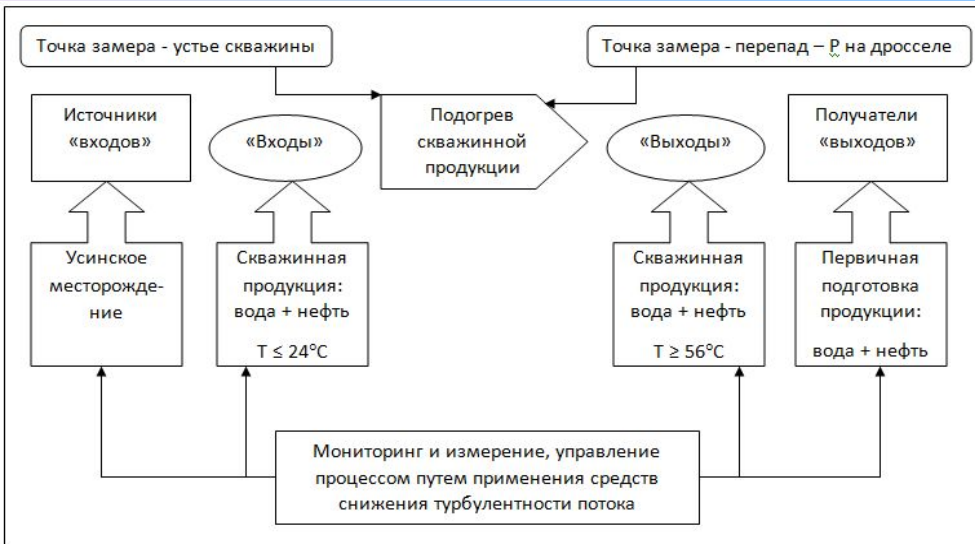 Точка замера - устье скважины
Точка замера - перепад – Р на дросселе
Источники
«входов»
«Входы»
Подогрев
скважинной
продукции
«Выходы»
Получатели
«выходов»
Усинское
месторожде-
ние
Скважинная
продукция:
вода + нефть
Т ≤ 24°С
Скважинная
продукция:
вода + нефть
Т ≥ 56°С
Первичная
подготовка
продукции:
вода + нефть
Мониторинг и измерение, управление
процессом путем применения средств
снижения турбулентности потока